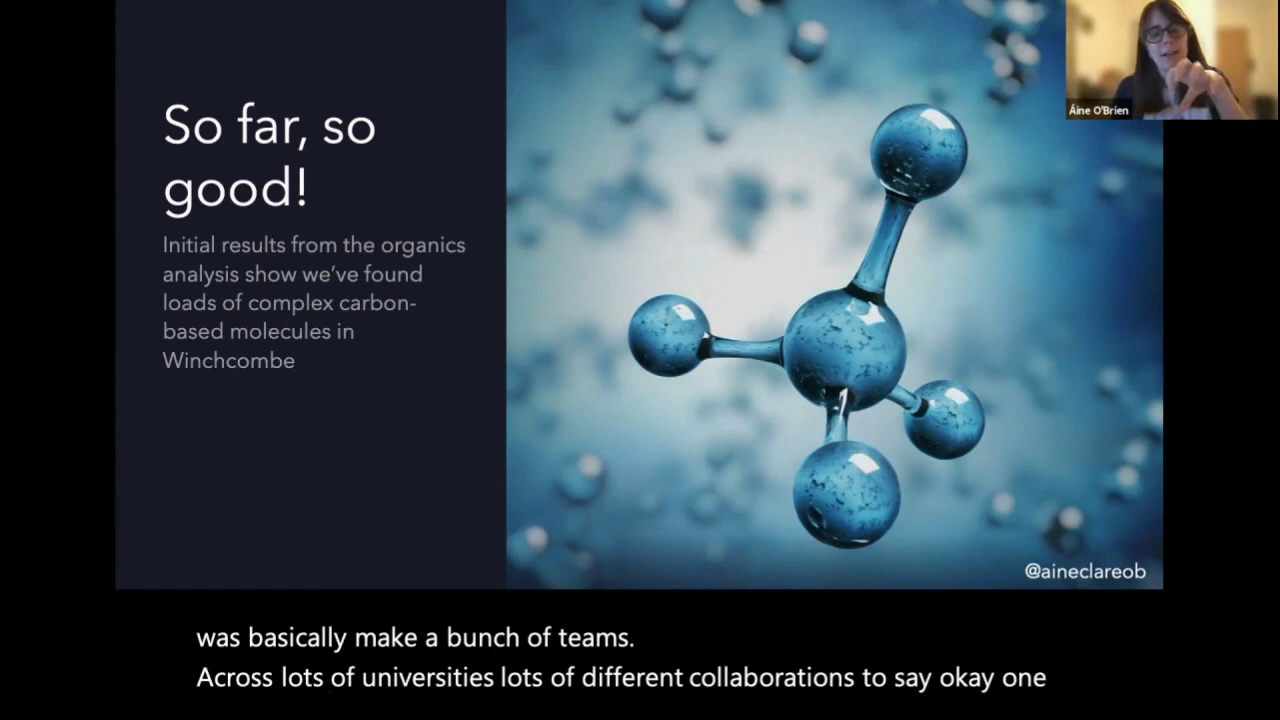 So far, so
good!
Initial results from the organics
analysis show we've found
loads of complex carbon-
based molecules in
Winchcombe
Áine O'Brien
@aineclareob
was basically make a bunch of teams.
Across lots of universities lots of different collaborations to say okay one